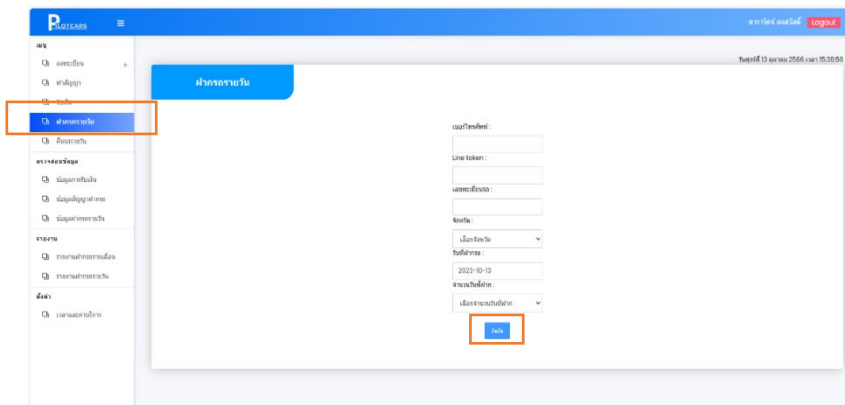 PILOTCARS
ดารารัตน์ สงสวัสดิ์ Logout
วันศุกร์ที่ 13 ตุลาคม 2566 เวลา 15:38:56
เมนู
ลงทะเบียน +
ทำสัญญา
รับเงิน
ฝากรถรายวัน
คืนรถรายวัน
ตรวจสอบข้อมูล
ข้อมูลการรับเงิน
ข้อมูลสัญญาฝากรถ
ข้อมูลฝากรถรายวัน
รายงาน
รายงานฝากรถรายเดือน
รายงานฝากรถรายวัน
ตั้งค่า
เวลาและค่าบริการ
ฝากรถรายวัน
เบอร์โทรศัพท์ :
Line token :
เลขทะเบียนรถ :
จังหวัด :
เลือกจังหวัด
วันที่ฝากรถ :
2023-10-13
จำนวนวันที่ฝาก :
เลือกจำนวนวันที่ฝาก
บันทึก